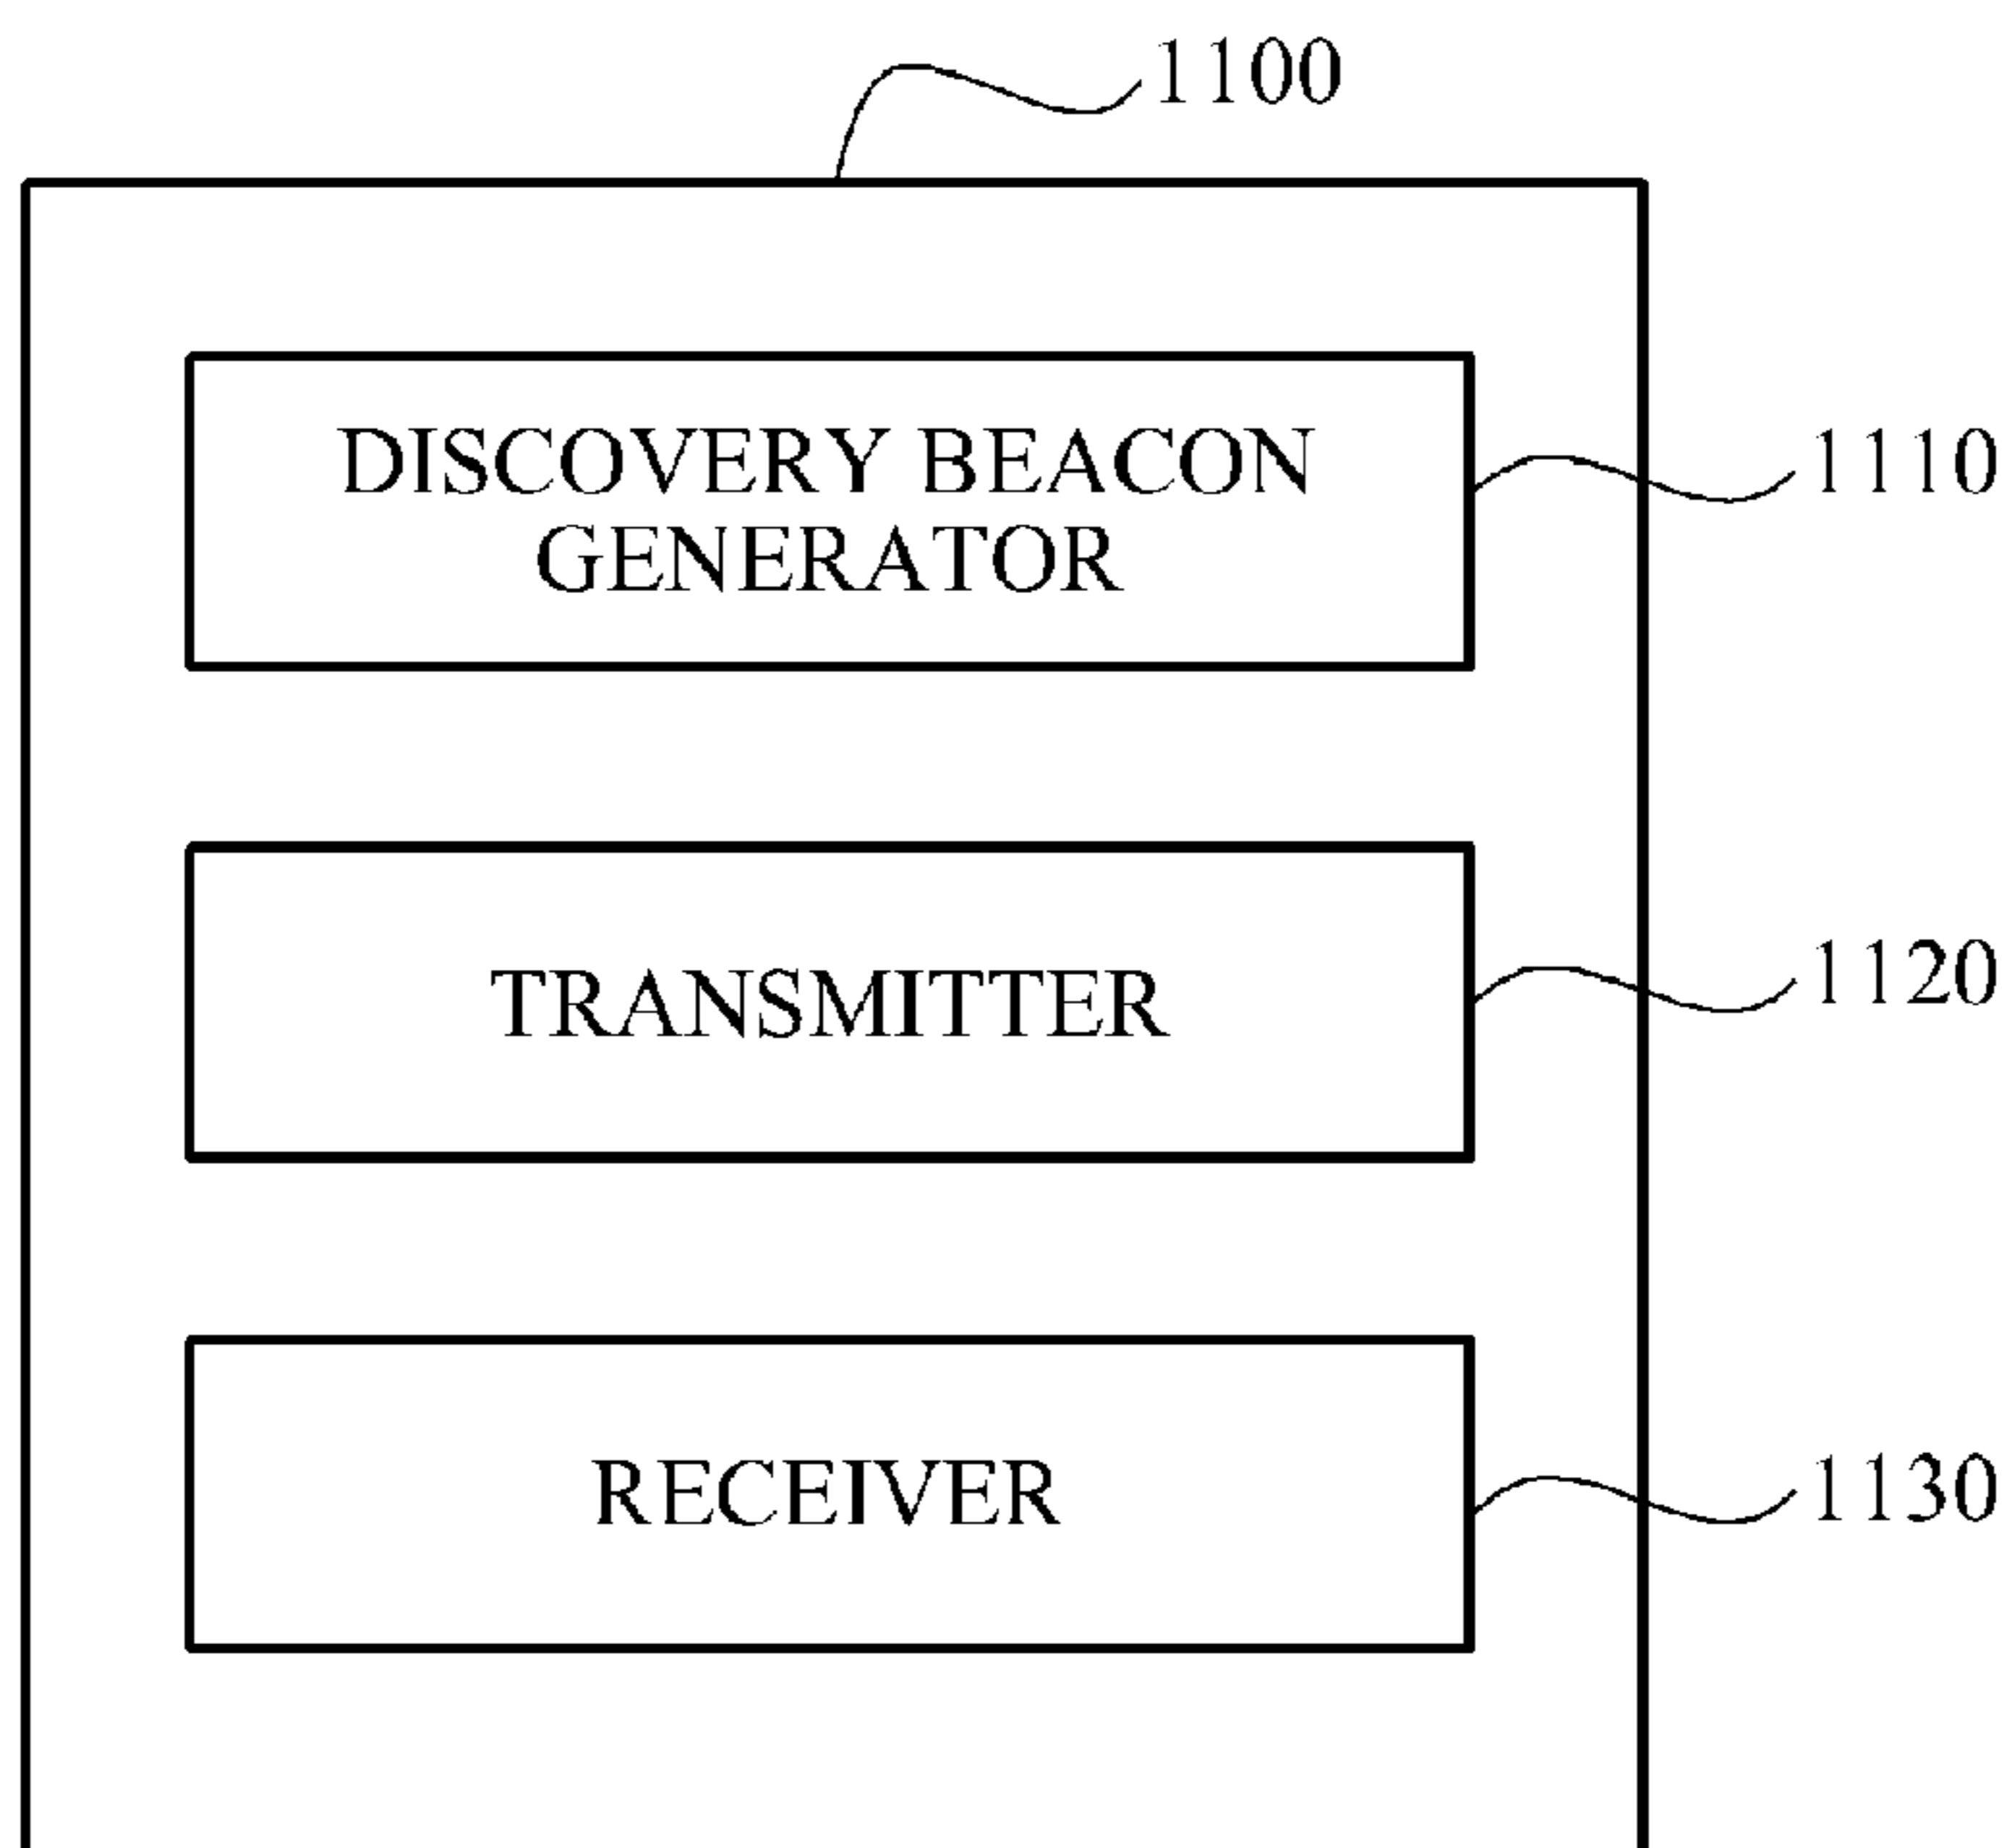 1100
DISCOVERY BEACON
GENERATOR
1110
TRANSMITTER
1120
RECEIVER
1130